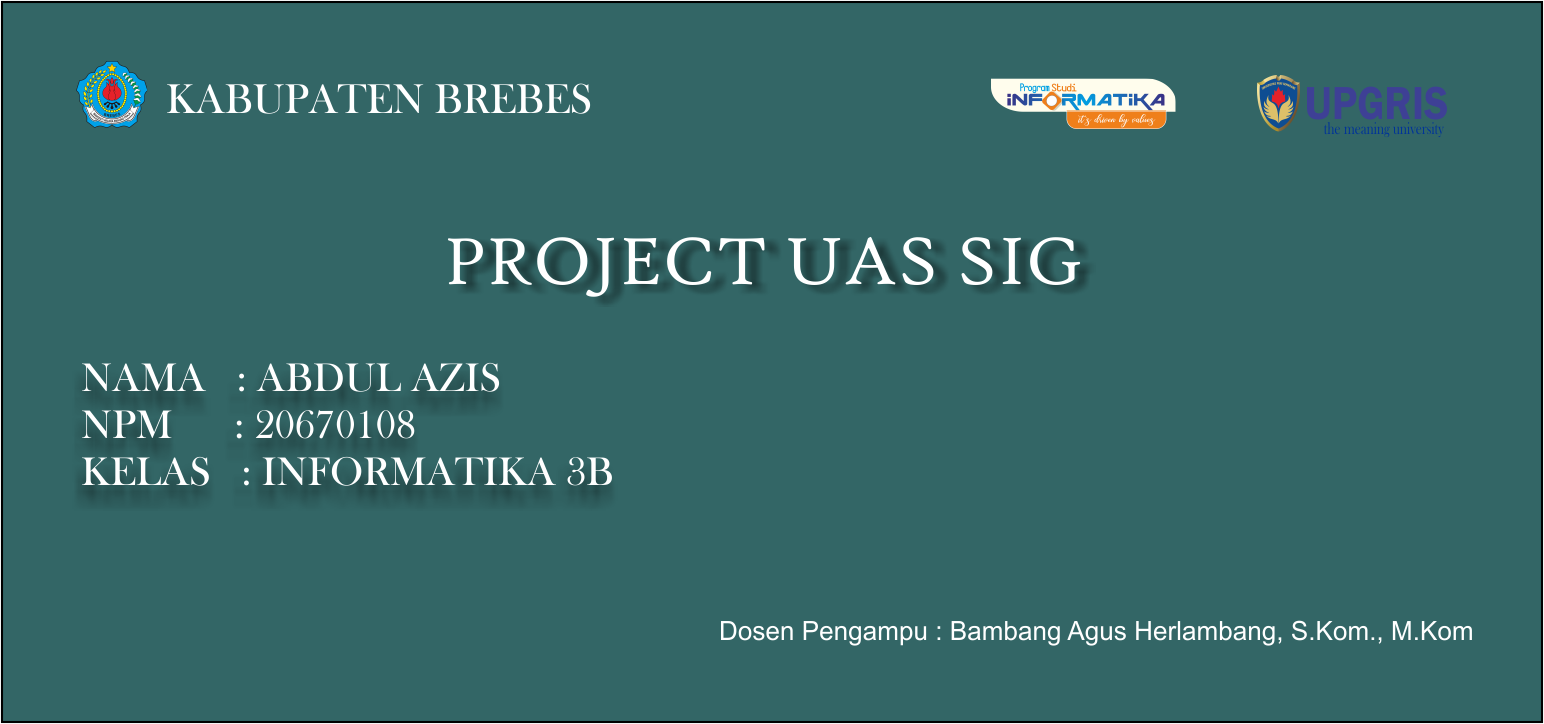 KABUPATEN BREBES
Program Studi
iNFORMATiKA
it's driven by values
UPGRIS
the meaning university
PROJECT UAS SIG
NAMA : ABDUL AZIS
NPM : 20670108
KELAS : INFORMATIKA 3B
Dosen Pengampu : Bambang Agus Herlambang, S.Kom., M.Kom